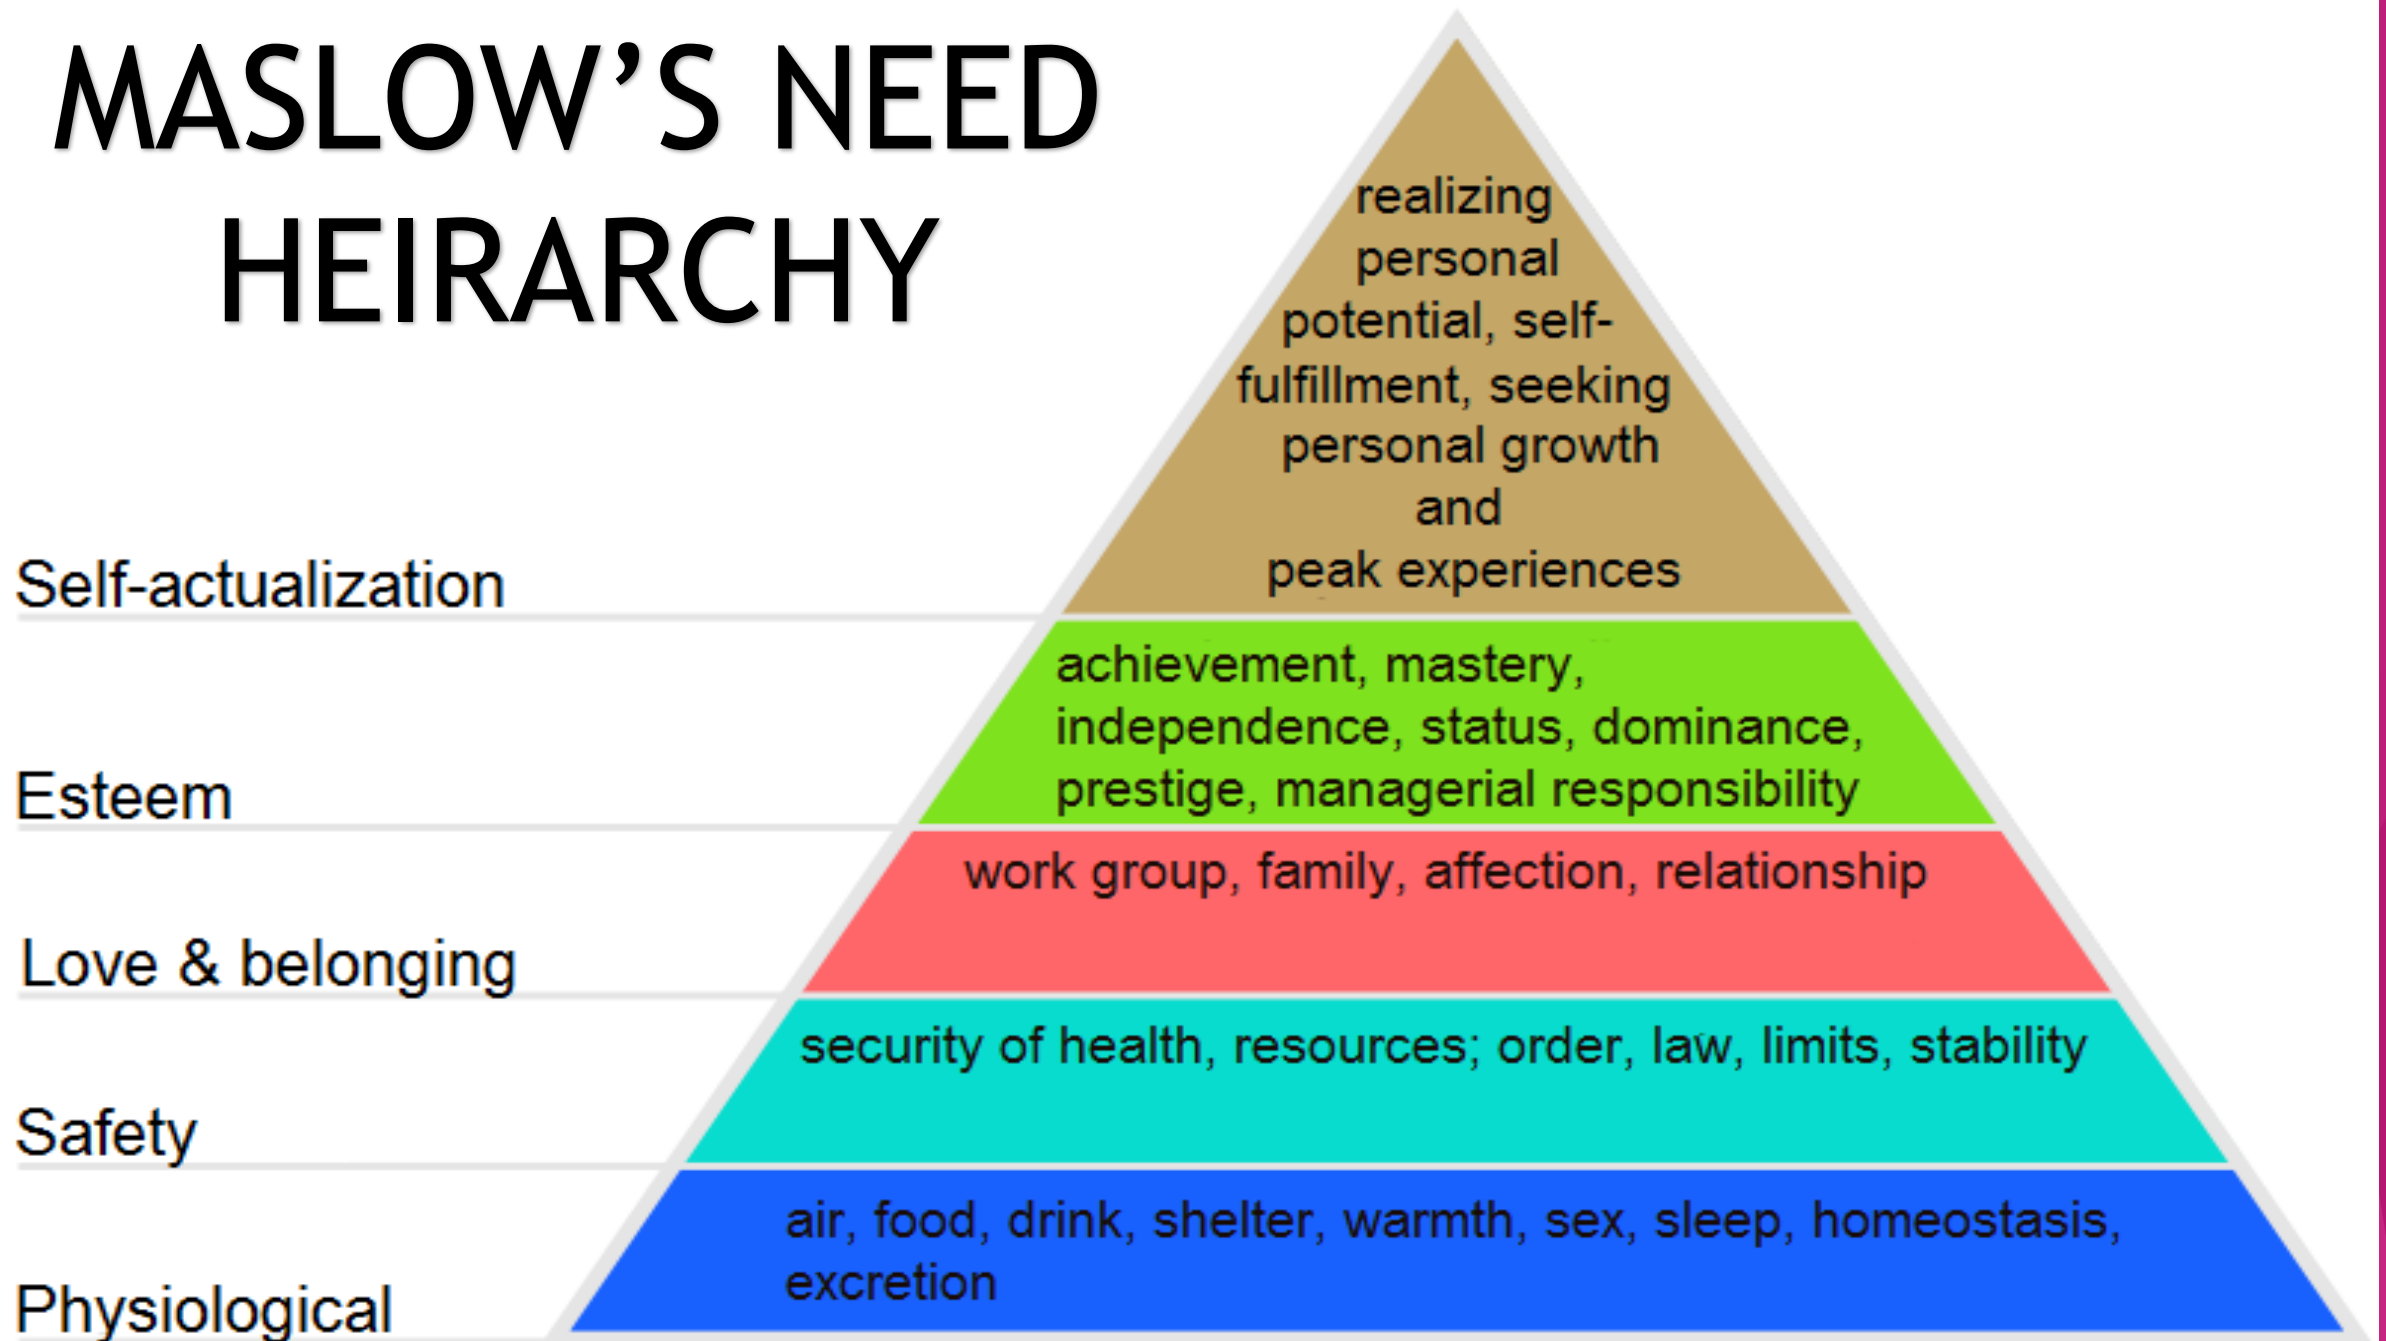 MASLOW’S NEED
HEIRARCHY
realizing
personal
potential, self-
fulfillment, seeking
personal growth
and
peak experiences
Self-actualization
achievement, mastery,
independence, status, dominance,
prestige, managerial responsibility
Esteem
work group, family, affection, relationship
Love & belonging
security of health, resources; order, law, limits, stability
Safety
air, food, drink, shelter, warmth, sex, sleep, homeostasis,
excretion
Physiological